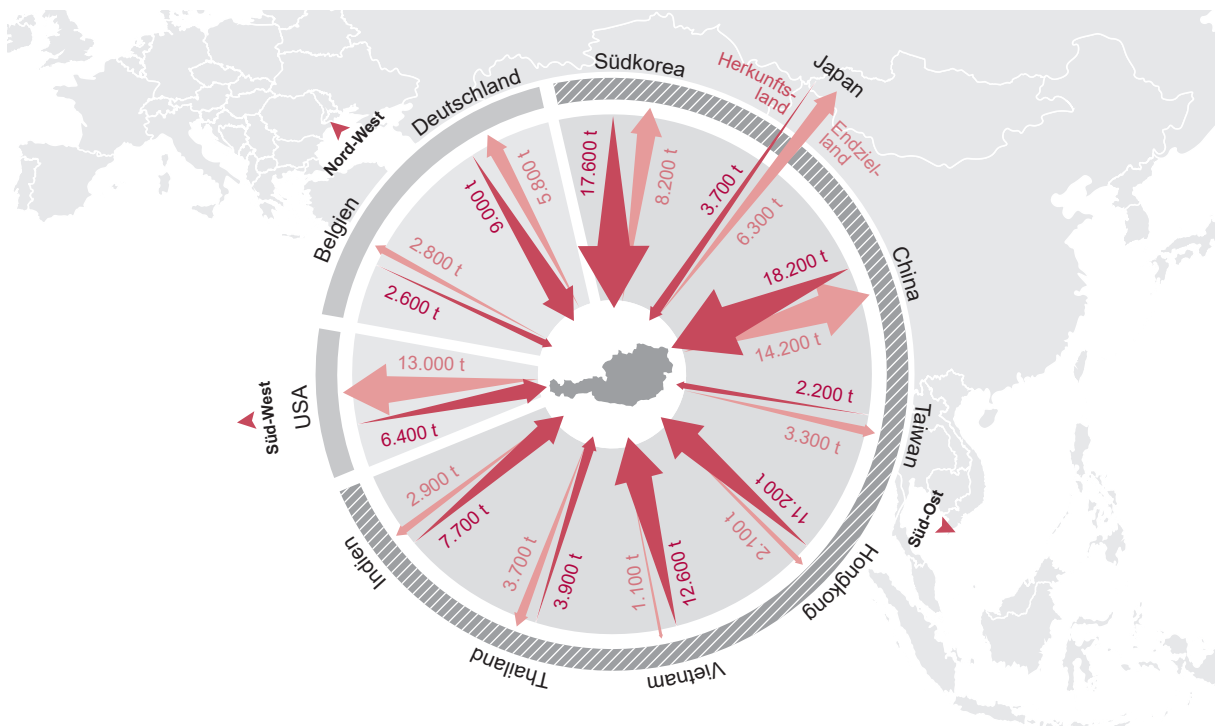 Südkorea
17.600 t
8.200 t
Herkunfts-
land
Japan
Endziel-
land
3.700 t
6.300 t
China
18.200 t
14.200 t
Taiwan
2.200 t
3.300 t
Süd-Ost
Hongkong
11.200 t
2.100 t
Vietnam
12.600 t
1.100 t
Thailand
3.900 t
3.700 t
Indien
7.700 t
2.900 t
USA
Süd-West
6.400 t
13.000 t
Belgien
2.600 t
2.800 t
Nord-West
Deutschland
9.000 t
5.800 t